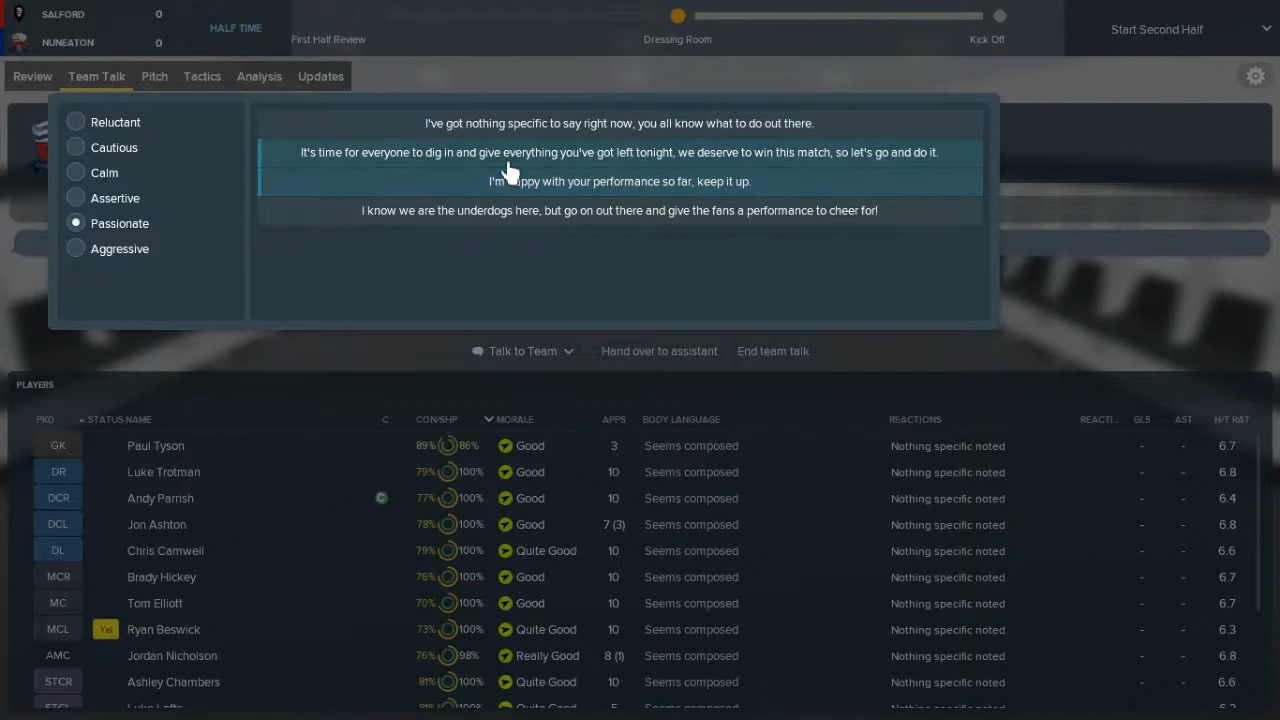 SALFORD 0
NUNEATON 0
HALF TIME
First Half Review Dressing Room Kick Off
Start Second Half
Review Team Talk Pitch Tactics Analysis Updates
Reluctant
Cautious
Calm
Assertive
Passionate
Aggressive
I've got nothing specific to say right now, you all know what to do out there.
It's time for everyone to dig in and give everything you've got left tonight, we deserve to win this match, so let's go and do it.
I'm happy with your performance so far, keep it up.
I know we are the underdogs here, but go on out there and give the fans a performance to cheer for!
Talk to Team Hand over to assistant End team talk
PLAYERS
PKD STATUS NAME C CON/SHP MORALE APPS BODY LANGUAGE REACTIONS REACTI... GLS AST H/T RAT
GK Paul Tyson 89% 86% Good 3 Seems composed Nothing specific noted - - 6.7
DR Luke Trotman 79% 100% Good 10 Seems composed Nothing specific noted - - 6.8
DCR Andy Parrish C 77% 100% Good 10 Seems composed Nothing specific noted - - 6.4
DCL Jon Ashton 78% 100% Good 7 (3) Seems composed Nothing specific noted - - 6.8
DL Chris Camwell 79% 100% Quite Good 10 Seems composed Nothing specific noted - - 6.6
MCR Brady Hickey 76% 100% Good 10 Seems composed Nothing specific noted - - 6.7
MC Tom Elliott 70% 100% Good 10 Seems composed Nothing specific noted - - 6.7
MCL Yel Ryan Beswick 73% 100% Quite Good 10 Seems composed Nothing specific noted - - 6.3
AMC Jordan Nicholson 76% 98% Really Good 8 (1) Seems composed Nothing specific noted - - 6.8
STCR Ashley Chambers 81% 100% Quite Good 10 Seems composed Nothing specific noted - - 6.6